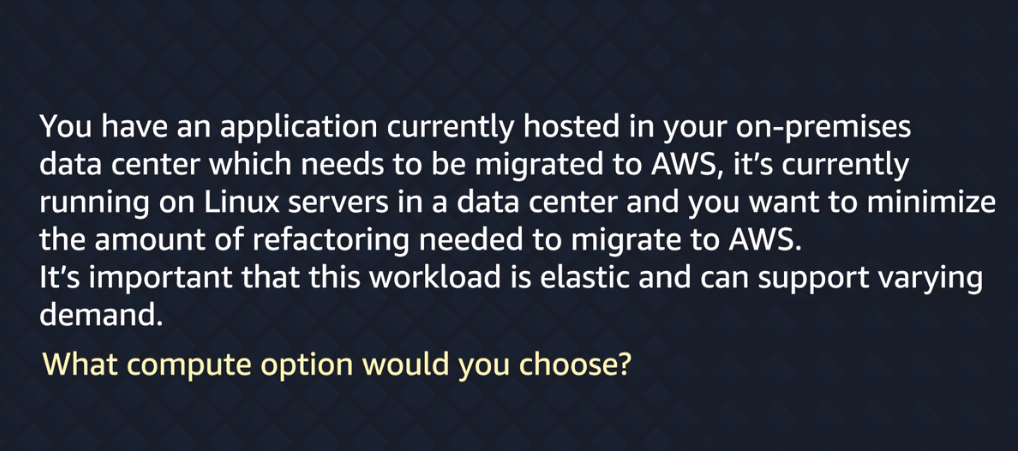 You have an application currently hosted in your on-premises
data center which needs to be migrated to AWS, it's currently
running on Linux servers in a data center and you want to minimize
the amount of refactoring needed to migrate to AWS.
It's important that this workload is elastic and can support varying
demand.
What compute option would you choose?